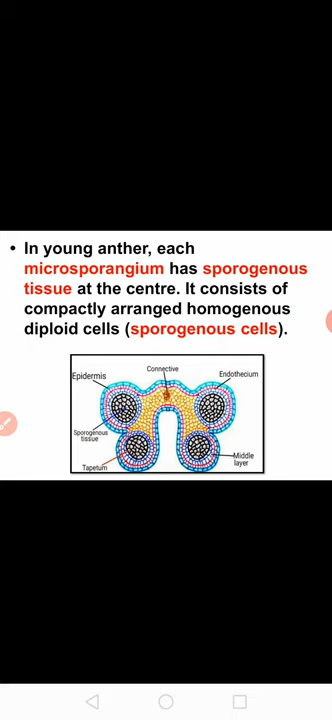 • In young anther, each
microsporangium has sporogenous
tissue at the centre. It consists of
compactly arranged homogenous
diploid cells (sporogenous cells).
Connective
Epidermis
Endothecium
Sporogenous
tissue
Middle
layer
Tapetum